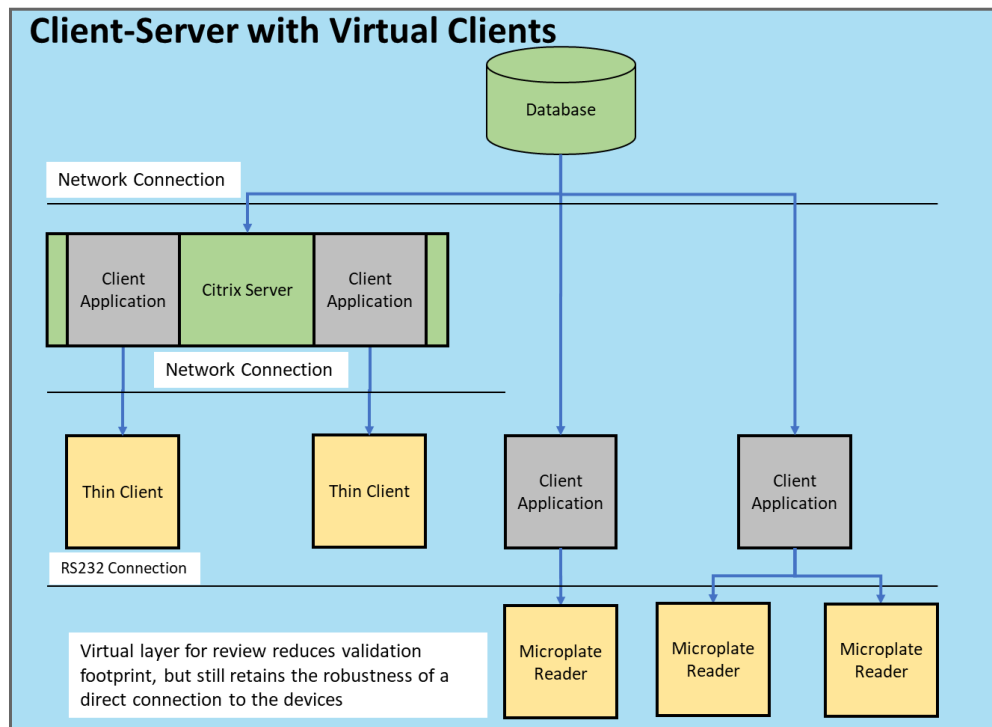 Client-Server with Virtual Clients
Database
Network Connection
Client
Application
Citrix Server
Client
Application
Network Connection
Thin Client
Thin Client
Client
Application
Client
Application
RS232 Connection
Microplate
Reader
Microplate
Reader
Microplate
Reader
Virtual layer for review reduces validation
footprint, but still retains the robustness of a
direct connection to the devices